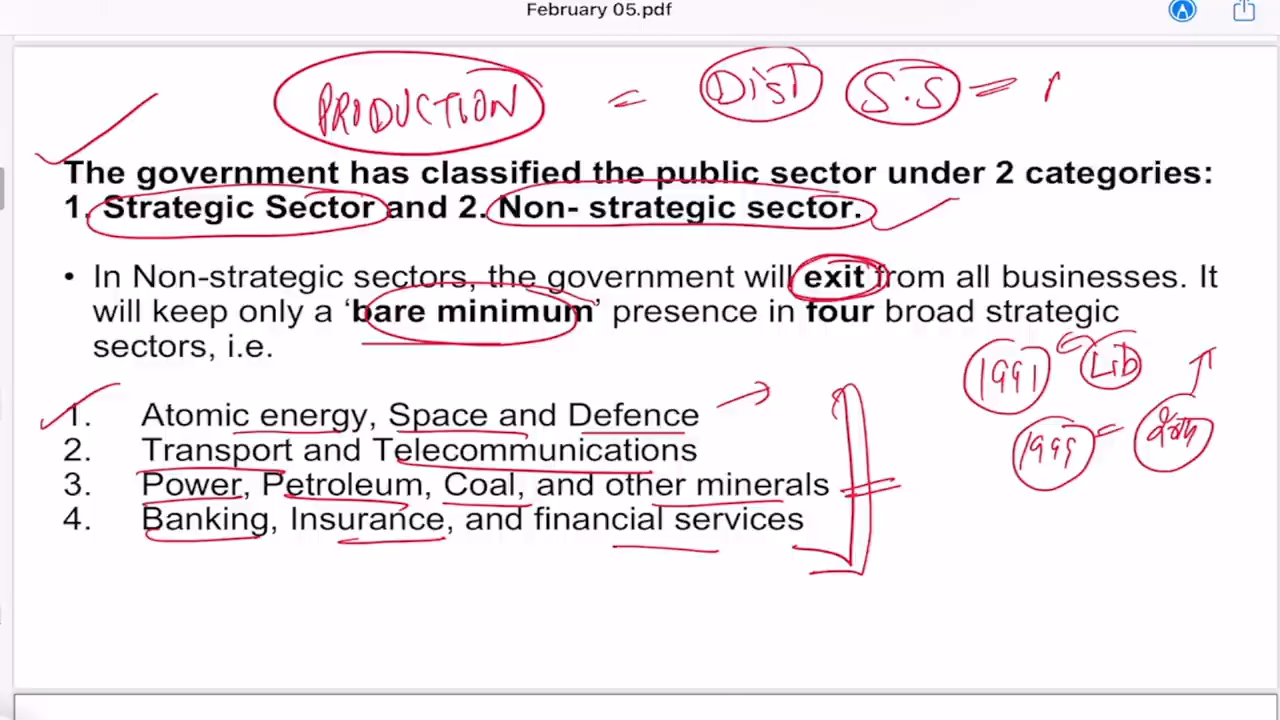 February 05.pdf
PRODUCTION = DIST S.S =
The government has classified the public sector under 2 categories:
1. Strategic Sector and 2. Non- strategic sector.
• In Non-strategic sectors, the government will exit from all businesses. It
will keep only a ‘bare minimum’ presence in four broad strategic
sectors, i.e.
1991 Lib
1999 =
1. Atomic energy, Space and Defence
2. Transport and Telecommunications
3. Power, Petroleum, Coal, and other minerals
4. Banking, Insurance, and financial services